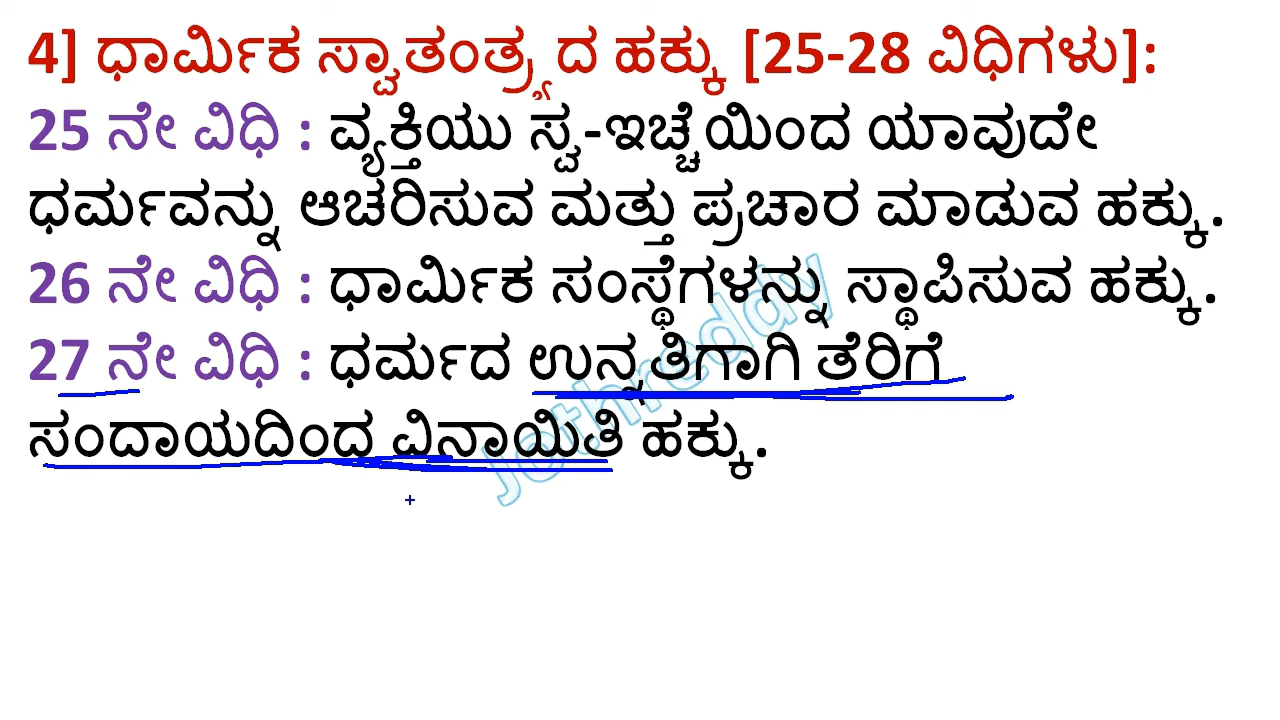 4] ಧಾರ್ಮಿಕ ಸ್ವಾತಂತ್ರ್ಯದ ಹಕ್ಕು [25-28 ವಿಧಿಗಳು]:
25 ನೇ ವಿಧಿ : ವ್ಯಕ್ತಿಯು ಸ್ವ-ಇಚ್ಚೆಯಿಂದ ಯಾವುದೇ
ಧರ್ಮವನ್ನು ಆಚರಿಸುವ ಮತ್ತು ಪ್ರಚಾರ ಮಾಡುವ ಹಕ್ಕು.
26 ನೇ ವಿಧಿ : ಧಾರ್ಮಿಕ ಸಂಸ್ಥೆಗಳನ್ನು ಸ್ಥಾಪಿಸುವ ಹಕ್ಕು.
27 ನೇ ವಿಧಿ : ಧರ್ಮದ ಉನ್ನತಿಗಾಗಿ ತೆರಿಗೆ
ಸಂದಾಯದಿಂದ ವಿನಾಯಿತಿ ಹಕ್ಕು.
Jothreddy